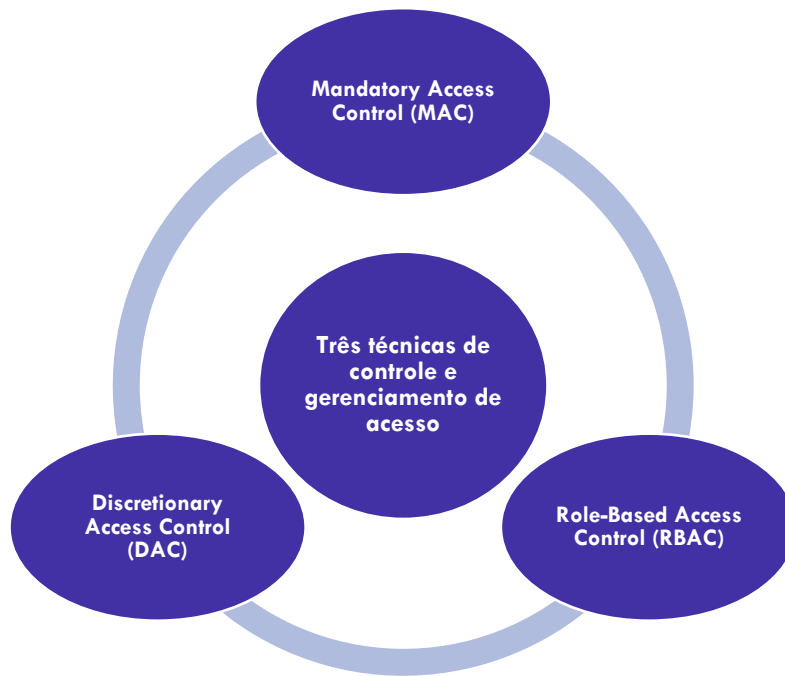 Mandatory Access
Control (MAC)
Três técnicas de
controle e
gerenciamento de
acesso
Discretionary
Access Control
(DAC)
Role-Based Access
Control (RBAC)